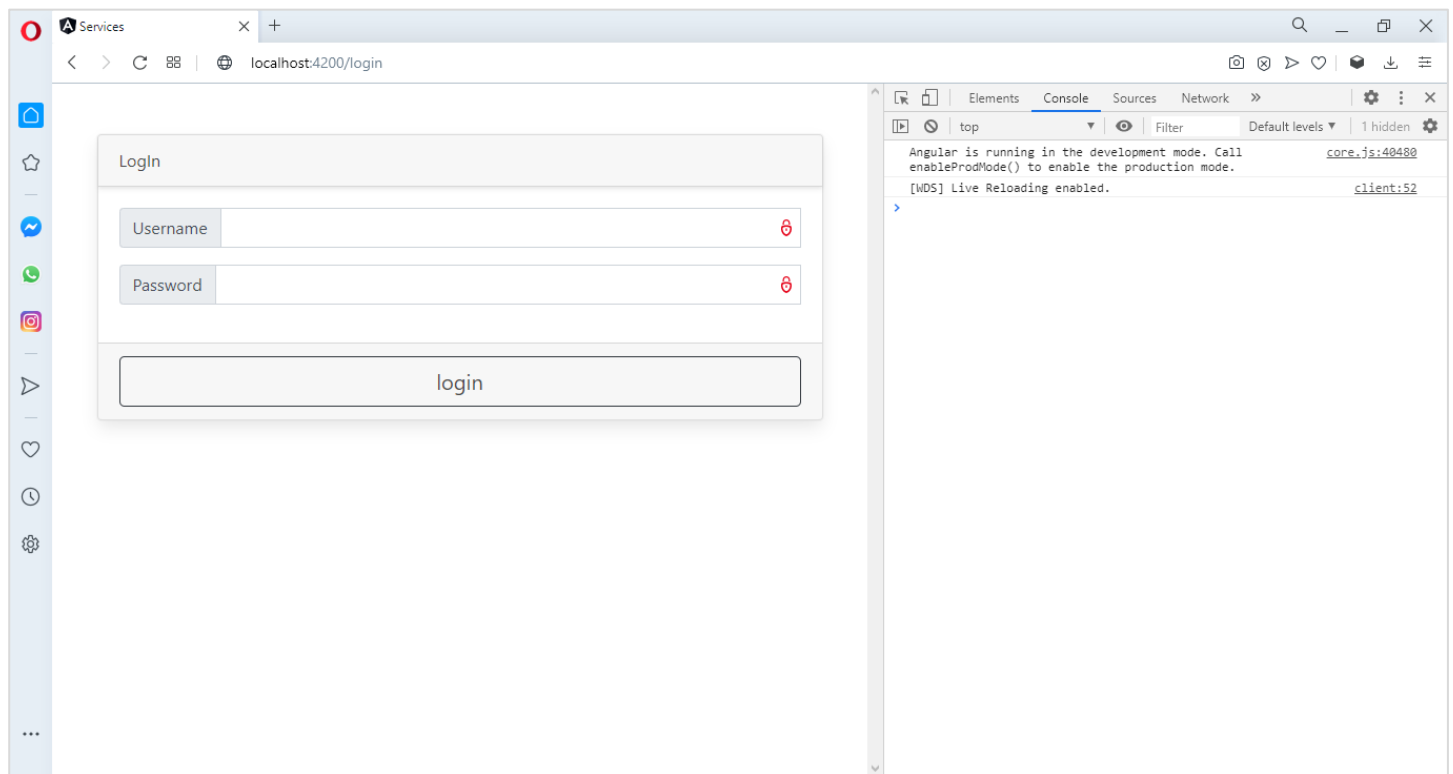 Services
localhost:4200/login
Elements Console Sources Network
top Filter Default levels 1 hidden
LogIn
Username
Password
login
Angular is running in the development mode. Call core.js:40480
enableProdMode() to enable the production mode.
[WDS] Live Reloading enabled. client:52